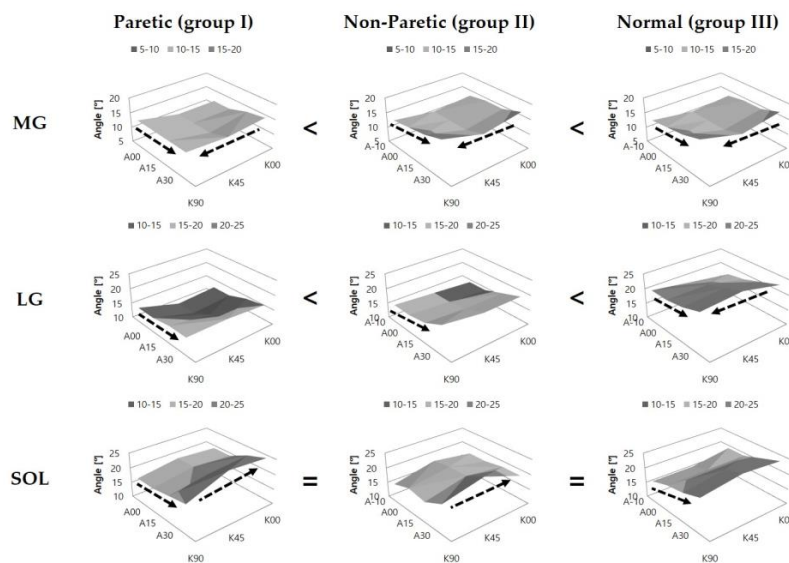 Paretic (group I) Non-Paretic (group II) Normal (group III)
■ 5-10 ■ 10-15 ■ 15-20 ■ 5-10 ■ 10-15 ■ 15-20 ■ 5-10 ■ 10-15 ■ 15-20
MG
Angle [°] 20 15 10 5 A00 A15 A30 K90 K45 K00
<
Angle [°] 20 15 10 5 A-10 A15 A30 K90 K45 K00
<
Angle [°] 20 15 10 5 A-10 A15 A30 K90 K45 K00
■ 10-15 ■ 15-20 ■ 20-25 ■ 10-15 ■ 15-20 ■ 20-25 ■ 10-15 ■ 15-20 ■ 20-25
LG
Angle [°] 25 20 15 10 A00 A15 A30 K90 K45 K00
<
Angle [°] 25 20 15 10 A-10 A15 A30 K90 K45 K00
<
Angle [°] 25 20 15 10 A-10 A15 A30 K90 K45 K00
■ 10-15 ■ 15-20 ■ 20-25 ■ 10-15 ■ 15-20 ■ 20-25 ■ 10-15 ■ 15-20 ■ 20-25
SOL
Angle [°] 25 20 15 10 A00 A15 A30 K90 K45 K00
=
Angle [°] 25 20 15 10 A-10 A15 A30 K90 K45 K00
=
Angle [°] 25 20 15 10 A-10 A15 A30 K90 K45 K00